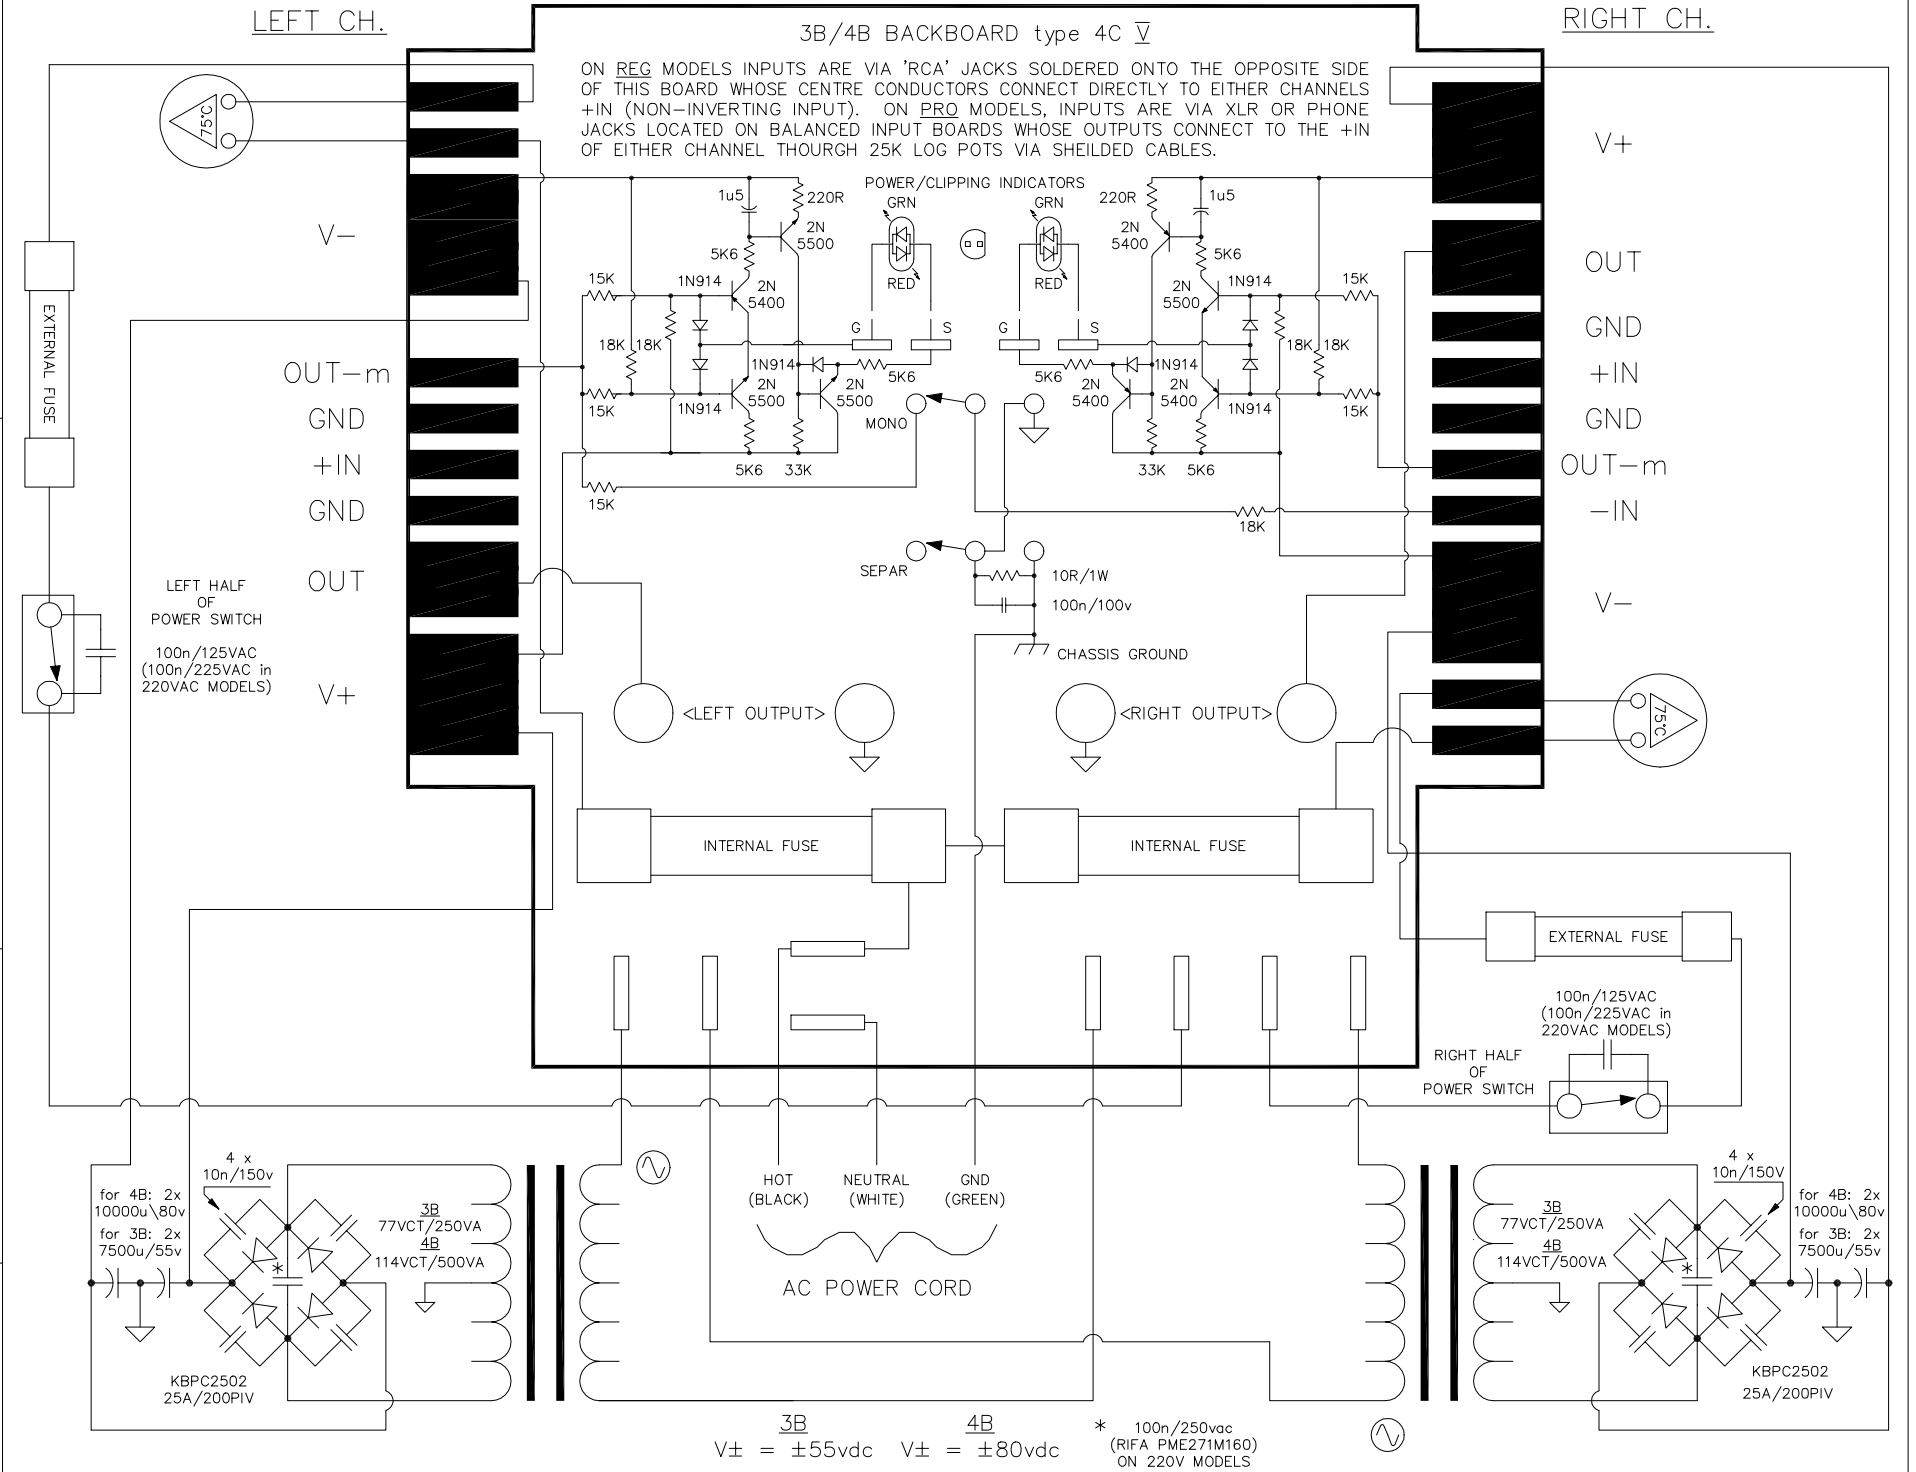 LEFT CH.
RIGHT CH.
3B/4B BACKBOARD type 4C V
ON REG MODELS INPUTS ARE VIA 'RCA' JACKS SOLDERED ONTO THE OPPOSITE SIDE
OF THIS BOARD WHOSE CENTRE CONDUCTORS CONNECT DIRECTLY TO EITHER CHANNELS
+IN (NON-INVERTING INPUT). ON PRO MODELS, INPUTS ARE VIA XLR OR PHONE
JACKS LOCATED ON BALANCED INPUT BOARDS WHOSE OUTPUTS CONNECT TO THE +IN
OF EITHER CHANNEL THOURGH 25K LOG POTS VIA SHEILDED CABLES.
75°C
V-
OUT-m
GND
+IN
GND
OUT
V+
V+
OUT
GND
+IN
GND
OUT-m
-IN
V-
75°C
EXTERNAL FUSE
LEFT HALF
OF
POWER SWITCH
100n/125VAC
(100n/225VAC in
220VAC MODELS)
POWER/CLIPPING INDICATORS
GRN
GRN
RED
RED
1u5
220R
2N
5500
5K6
1N914
2N
5400
15K
18K
18K
1N914
2N
5500
2N
5500
5K6
15K
1N914
5K6
33K
15K
G
S
220R
1u5
2N
5400
5K6
2N
5500
1N914
15K
G
S
18K
18K
1N914
5K6
2N
5400
2N
5400
1N914
15K
33K
5K6
MONO
18K
SEPAR
10R/1W
100n/100v
CHASSIS GROUND
<LEFT OUTPUT>
<RIGHT OUTPUT>
INTERNAL FUSE
INTERNAL FUSE
EXTERNAL FUSE
100n/125VAC
(100n/225VAC in
220VAC MODELS)
RIGHT HALF
OF
POWER SWITCH
4 x
10n/150v
for 4B: 2x
10000u\80v
for 3B: 2x
7500u/55v
*
3B
77VCT/250VA
4B
114VCT/500VA
KBPC2502
25A/200PIV
HOT
(BLACK)
NEUTRAL
(WHITE)
GND
(GREEN)
AC POWER CORD
3B
77VCT/250VA
4B
114VCT/500VA
*
4 x
10n/150V
for 4B: 2x
10000u\80v
for 3B: 2x
7500u/55v
KBPC2502
25A/200PIV
3B
V± = ±55vdc
4B
V± = ±80vdc
* 100n/250vac
(RIFA PME271M160)
ON 220V MODELS